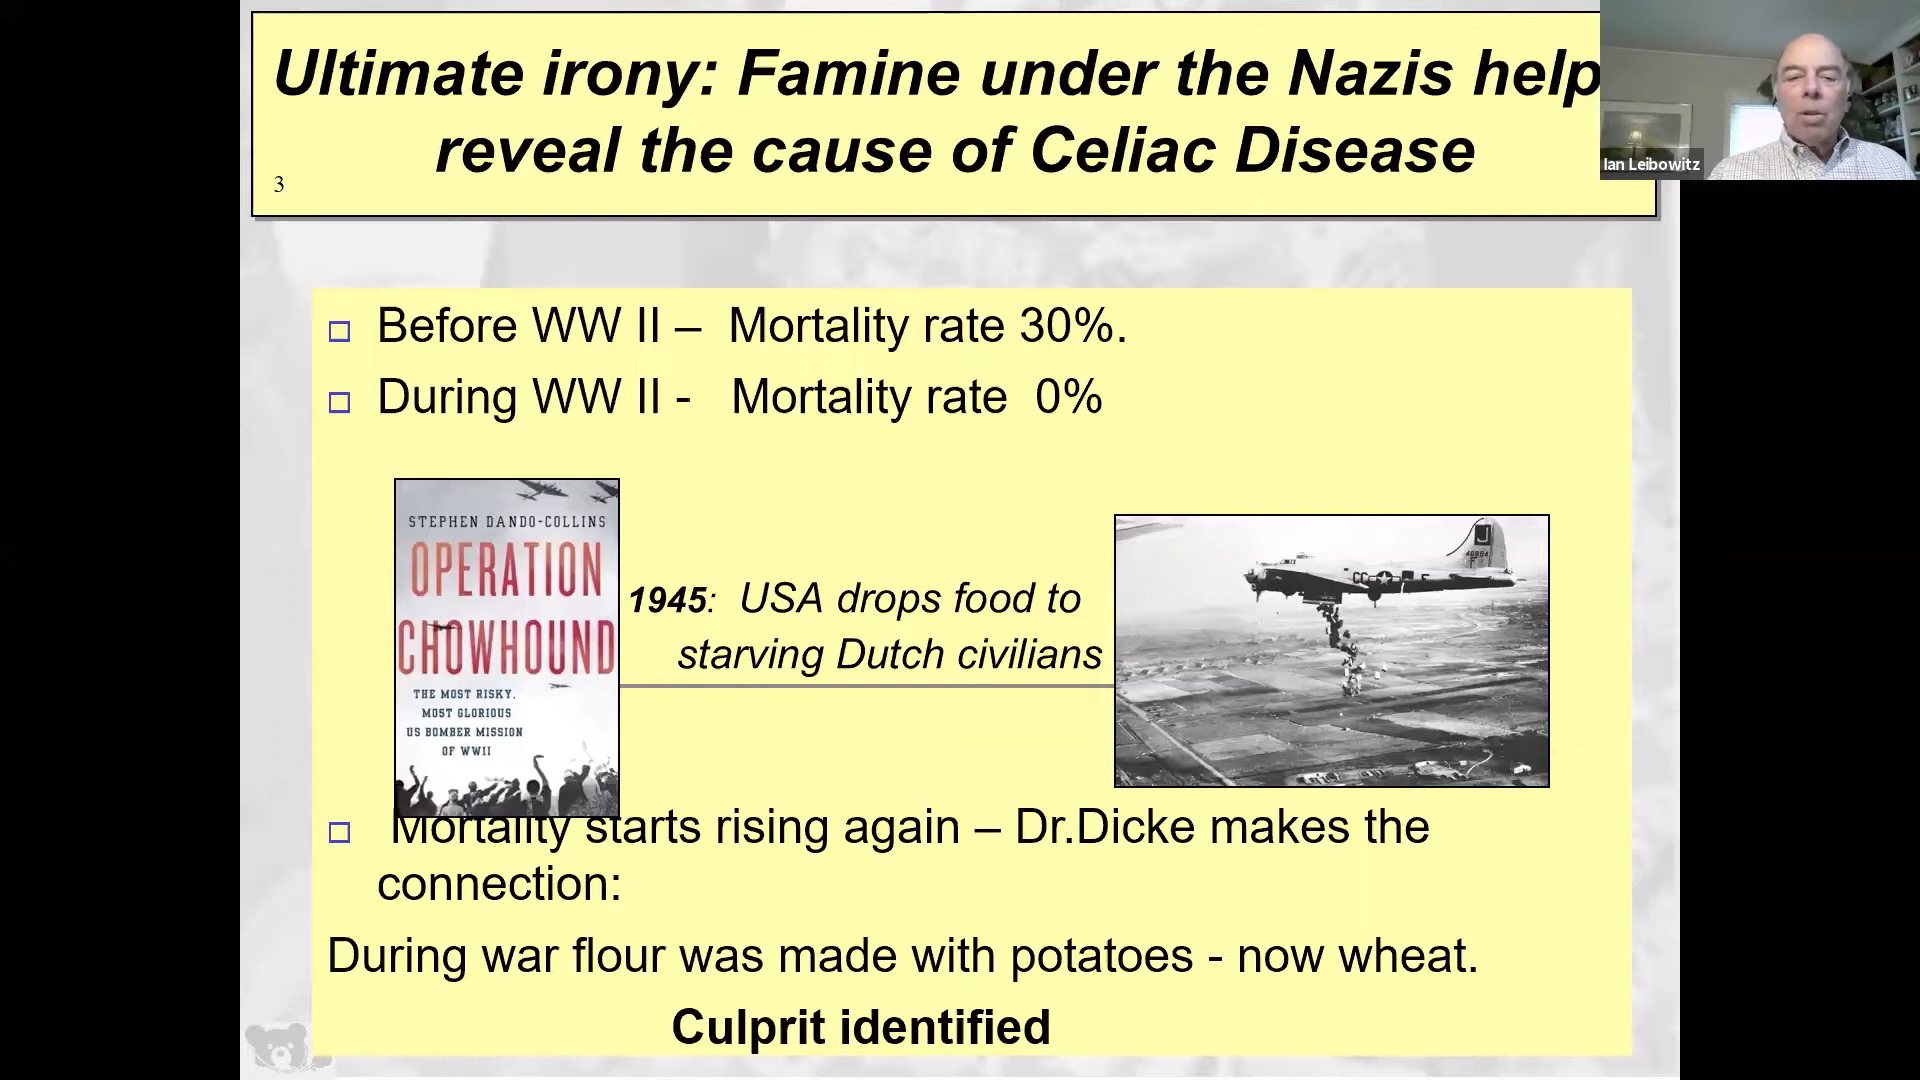 Ultimate irony: Famine under the Nazis help
reveal the cause of Celiac Disease
3
Ian Leibowitz
Before WW II – Mortality rate 30%.
During WW II - Mortality rate 0%
STEPHEN DANDO-COLLINS
OPERATION
CHOWHOUND
THE MOST RISKY,
MOST GLORIOUS
US BOMBER MISSION
OF WWII
1945: USA drops food to
starving Dutch civilians
J
Mortality starts rising again – Dr.Dicke makes the
connection:
During war flour was made with potatoes - now wheat.
Culprit identified